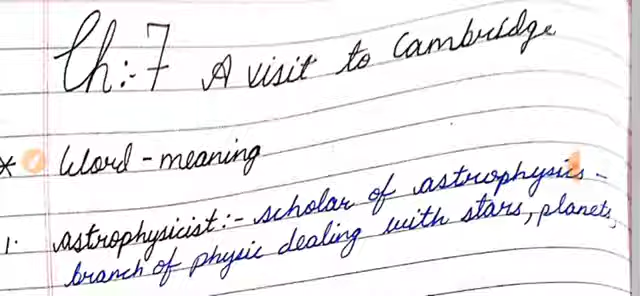 Ch:-7 A visit to Cambridge
* Word-meaning
1. astrophysicist:- scholar of astrophysics -
branch of physic dealing with stars, planets,